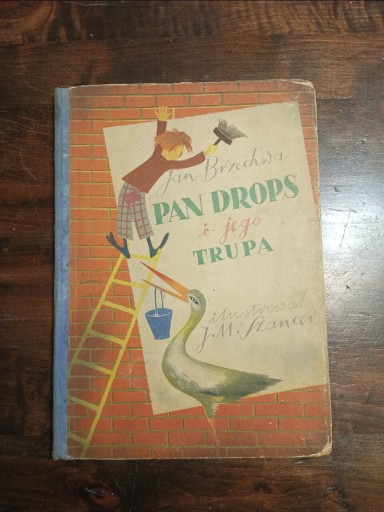 Jan Brzechwa
PAN DROPS
i jego
TRUPA
ilustrował
J.M. Szancer